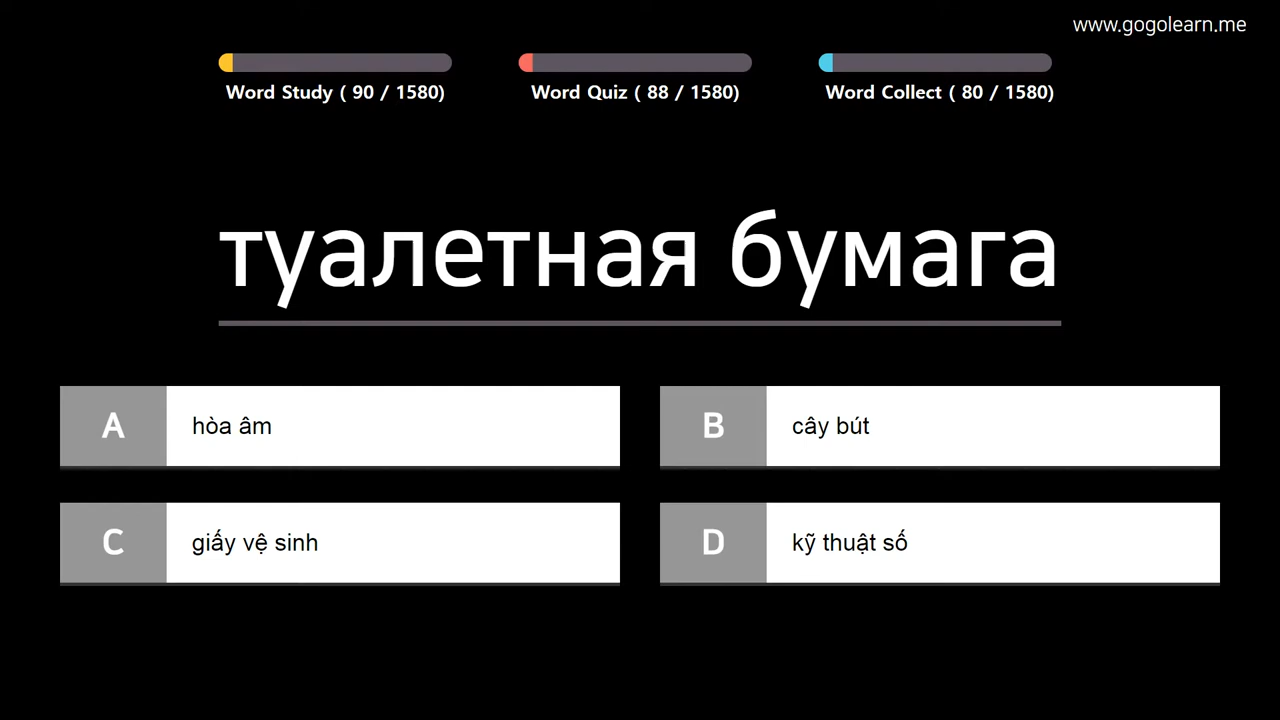 www.gogolearn.me
Word Study ( 90 / 1580)
Word Quiz ( 88 / 1580)
Word Collect ( 80 / 1580)
туалетная бумага
A hòa âm
B cây bút
C giấy vệ sinh
D kỹ thuật số